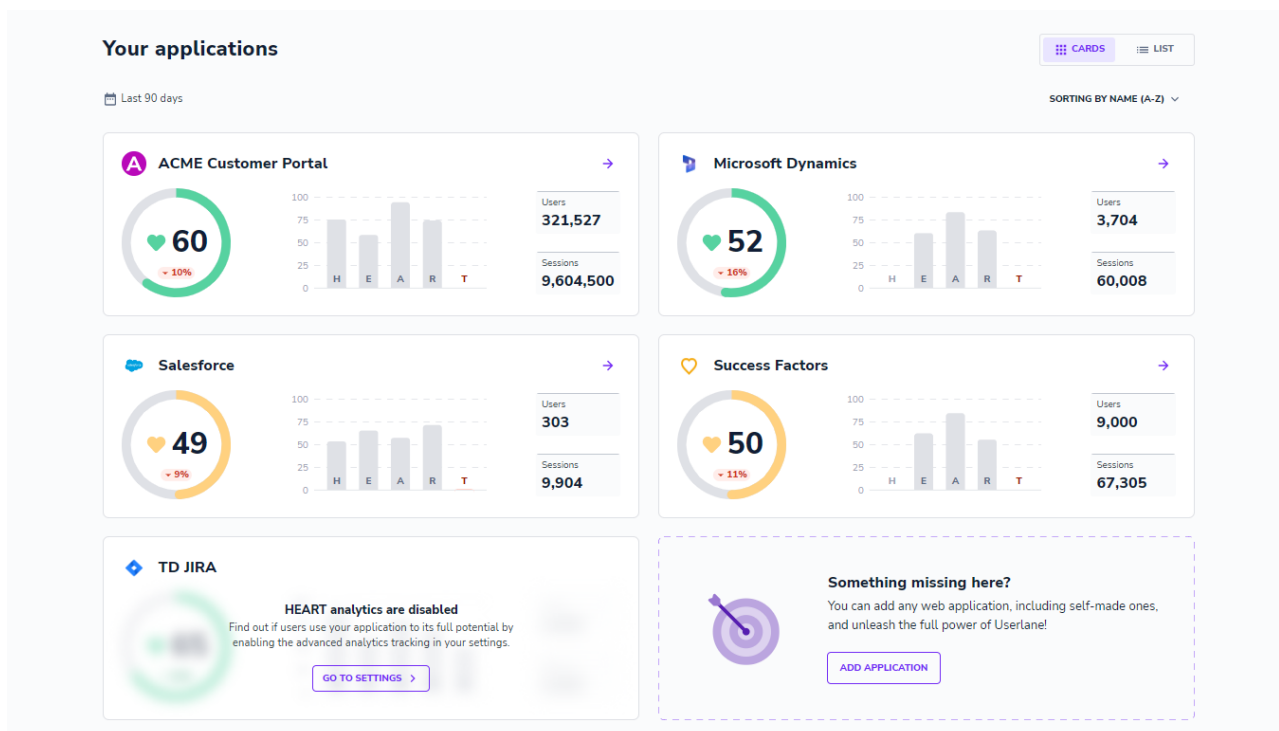 Your applications
CARDS
LIST
Last 90 days
SORTING BY NAME (A-Z)
A
ACME Customer Portal
60
10%
100
75
50
25
0
H E A R T
Users
321,527
Sessions
9,604,500
Microsoft Dynamics
52
16%
100
75
50
25
0
H E A R T
Users
3,704
Sessions
60,008
Salesforce
49
9%
100
75
50
25
0
H E A R T
Users
303
Sessions
9,904
Success Factors
50
11%
100
75
50
25
0
H E A R T
Users
9,000
Sessions
67,305
TD JIRA
HEART analytics are disabled
Find out if users use your application to its full potential by
enabling the advanced analytics tracking in your settings.
GO TO SETTINGS
Something missing here?
You can add any web application, including self-made ones,
and unleash the full power of Userlane!
ADD APPLICATION